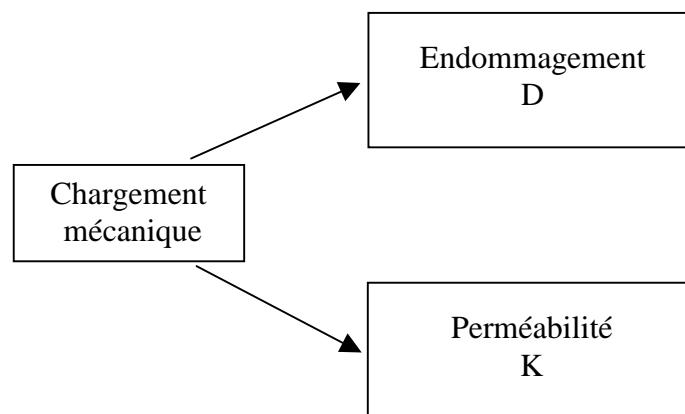 Endommagement
D
Chargement
mécanique
Perméabilité
K